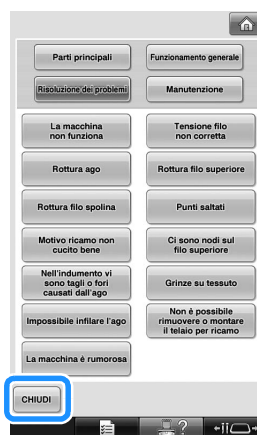 Parti principali
Funzionamento generale
Risoluzione dei problemi
Manutenzione
La macchina
non funziona
Tensione filo
non corretta
Rottura ago
Rottura filo superiore
Rottura filo spolina
Punti saltati
Motivo ricamo non
cucito bene
Ci sono nodi sul
filo superiore
Nell'indumento vi
sono tagli o fori
causati dall'ago
Grinze su tessuto
Impossibile infilare l'ago
Non è possibile
rimuovere o montare
il telaio per ricamo
La macchina è rumorosa
CHIUDI
?